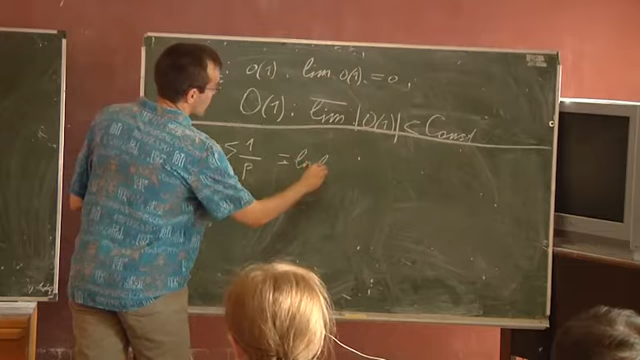 o(1) : lim o(1) = 0,
O(1) : lim |O(1)| ≤ Const
≤ 1/p = ln